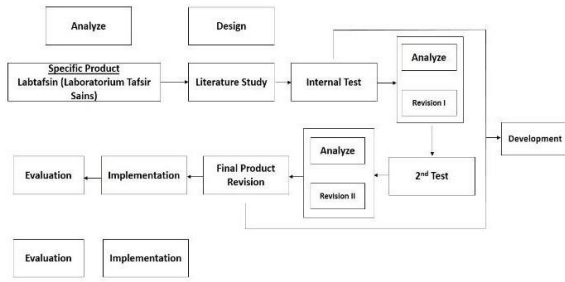 Analyze
Design
Specific Product
Labtafsin (Laboratorium Tafsir
Sains)
Literature Study
Internal Test
Analyze
Revision I
Development
2nd Test
Analyze
Revision II
Final Product
Revision
Implementation
Evaluation
Evaluation
Implementation